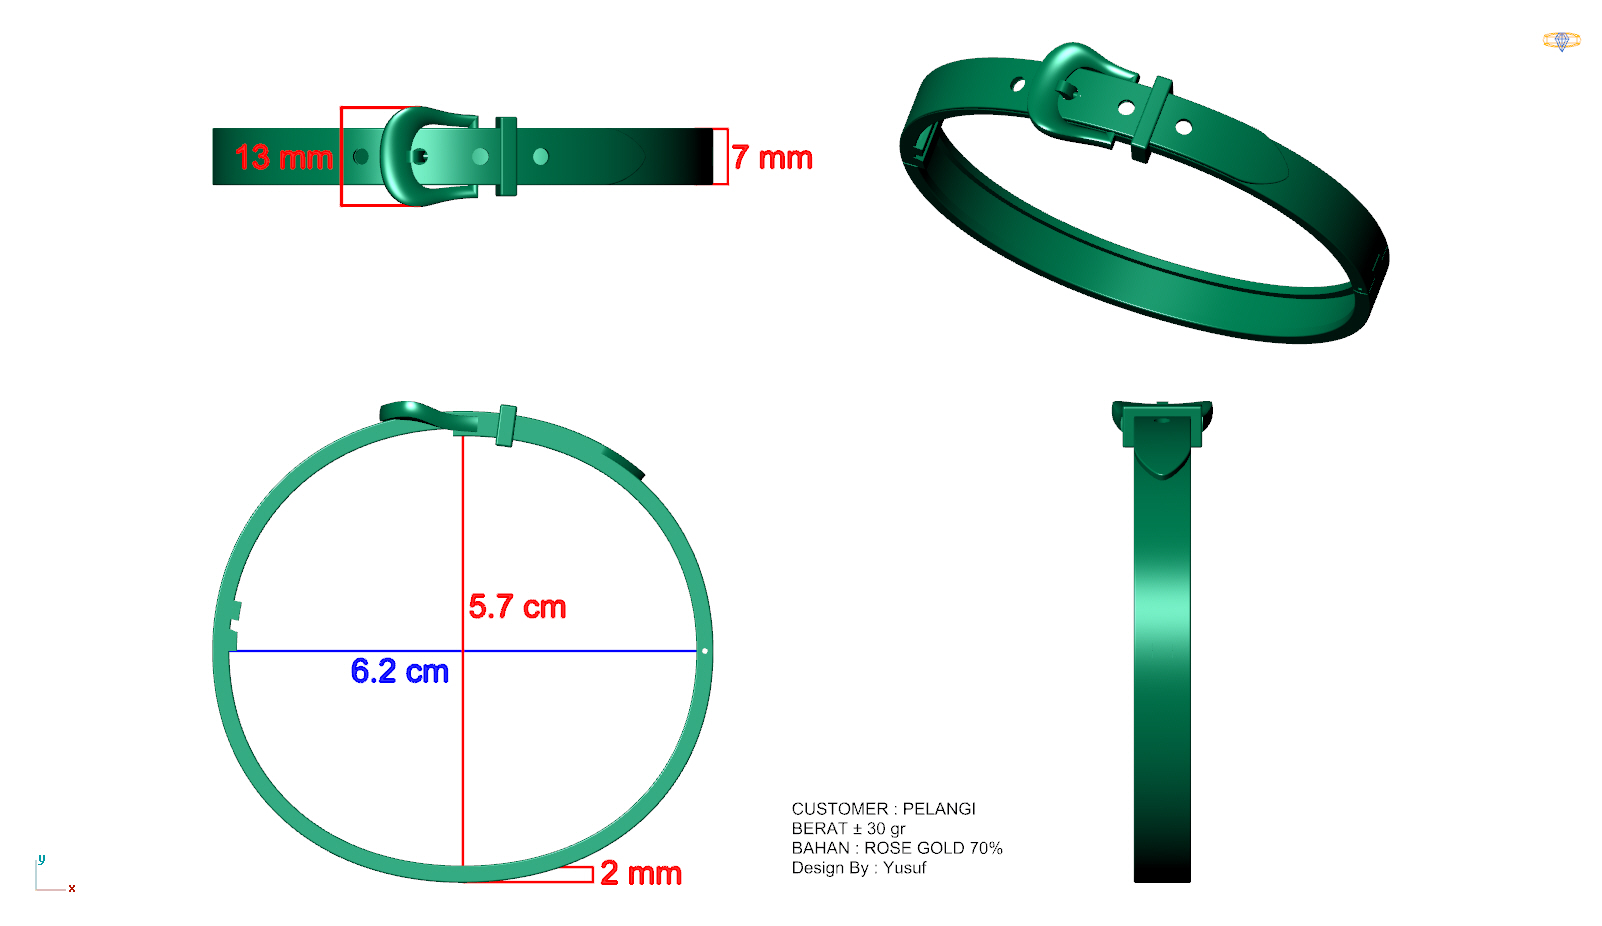 13 mm
7 mm
5.7 cm
6.2 cm
2 mm
CUSTOMER : PELANGI
BERAT ± 30 gr
BAHAN : ROSE GOLD 70%
Design By : Yusuf
y
x